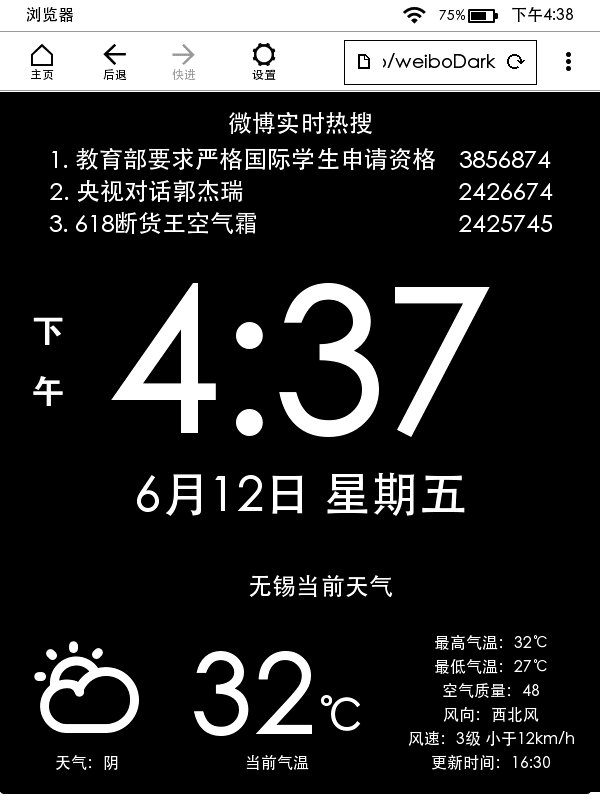 浏览器 75% 下午4:38
主页 后退 快进 设置 /weiboDark
微博实时热搜
1. 教育部要求严格国际学生申请资格 3856874
2. 央视对话郭杰瑞 2426674
3. 618断货王空气霜 2425745
下午
4:37
6月12日 星期五
无锡当前天气
天气：阴
32℃
当前气温
最高气温：32℃
最低气温：27℃
空气质量：48
风向：西北风
风速：3级 小于12km/h
更新时间：16:30